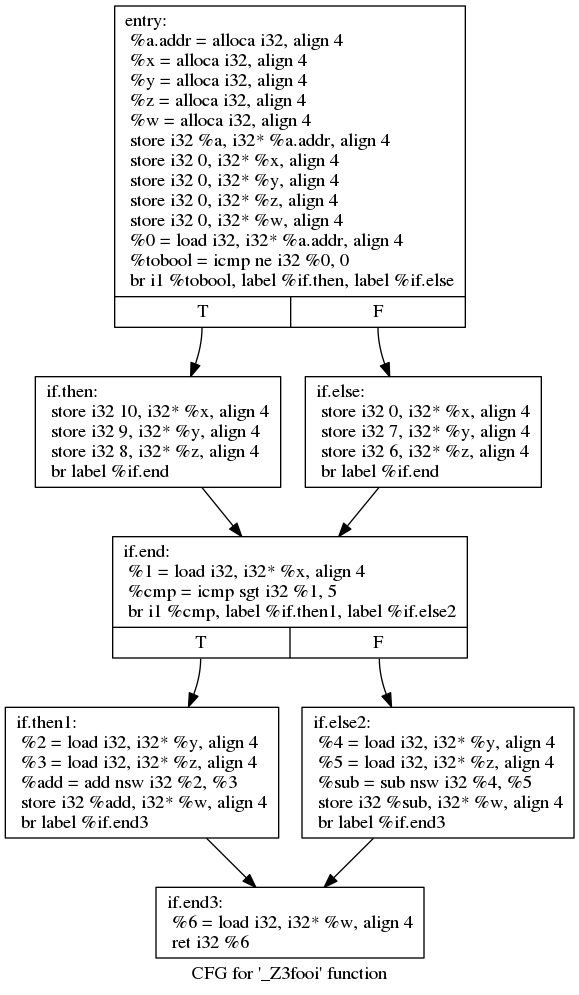 entry:
%a.addr = alloca i32, align 4
%x = alloca i32, align 4
%y = alloca i32, align 4
%z = alloca i32, align 4
%w = alloca i32, align 4
store i32 %a, i32* %a.addr, align 4
store i32 0, i32* %x, align 4
store i32 0, i32* %y, align 4
store i32 0, i32* %z, align 4
store i32 0, i32* %w, align 4
%0 = load i32, i32* %a.addr, align 4
%tobool = icmp ne i32 %0, 0
br i1 %tobool, label %if.then, label %if.else
T
F
if.then:
store i32 10, i32* %x, align 4
store i32 9, i32* %y, align 4
store i32 8, i32* %z, align 4
br label %if.end
if.else:
store i32 0, i32* %x, align 4
store i32 7, i32* %y, align 4
store i32 6, i32* %z, align 4
br label %if.end
if.end:
%1 = load i32, i32* %x, align 4
%cmp = icmp sgt i32 %1, 5
br i1 %cmp, label %if.then1, label %if.else2
T
F
if.then1:
%2 = load i32, i32* %y, align 4
%3 = load i32, i32* %z, align 4
%add = add nsw i32 %2, %3
store i32 %add, i32* %w, align 4
br label %if.end3
if.else2:
%4 = load i32, i32* %y, align 4
%5 = load i32, i32* %z, align 4
%sub = sub nsw i32 %4, %5
store i32 %sub, i32* %w, align 4
br label %if.end3
if.end3:
%6 = load i32, i32* %w, align 4
ret i32 %6
CFG for '_Z3fooi' function